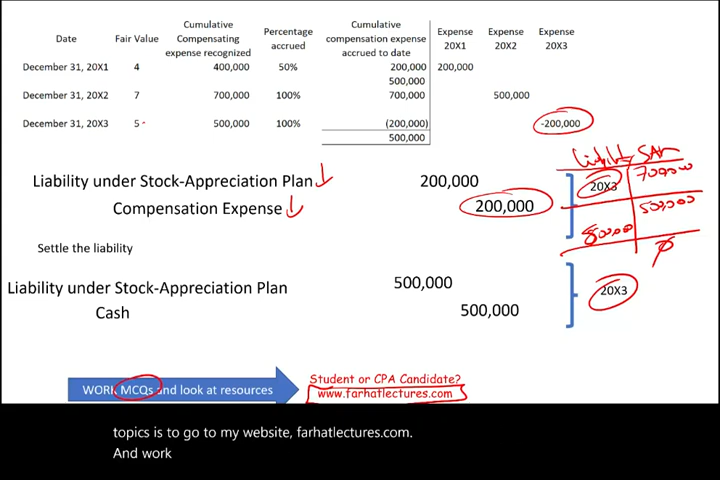 Date Fair Value Cumulative Compensating expense recognized Percentage accrued Cumulative compensation expense accrued to date Expense 20X1 Expense 20X2 Expense 20X3
December 31, 20X1 4 400,000 50% 200,000 200,000
500,000
December 31, 20X2 7 700,000 100% 700,000 500,000
December 31, 20X3 5 500,000 100% (200,000) -200,000
500,000
Liability SAR
Liability under Stock-Appreciation Plan 200,000 20X3 700000
Compensation Expense 200,000 500,000
Settle the liability
Liability under Stock-Appreciation Plan 500,000 20X3
Cash 500,000
WORK MCQs and look at resources
Student or CPA Candidate?
www.farhatlectures.com
topics is to go to my website, farhatlectures.com.
And work